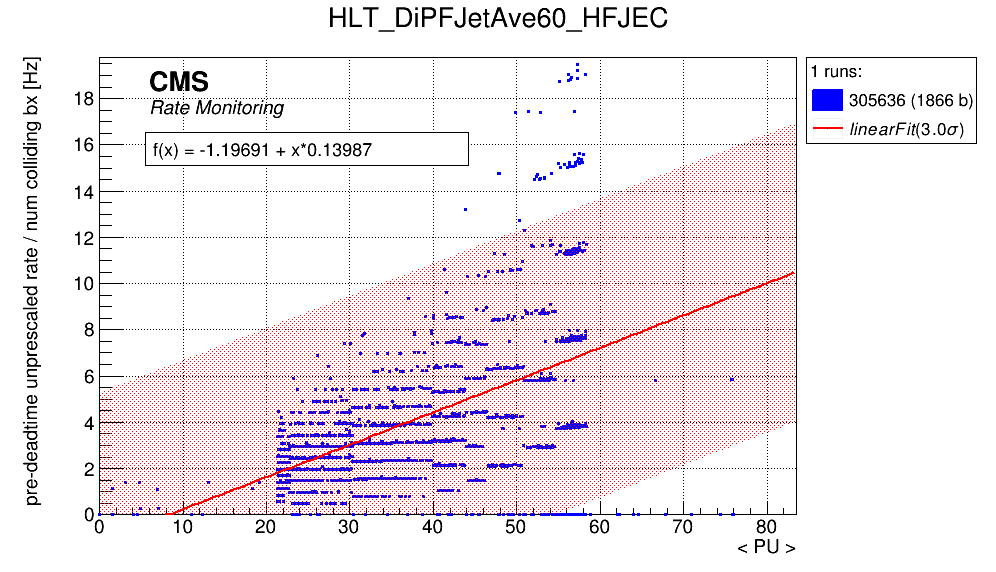 HLT_DiPFJetAve60_HFJEC
pre-deadtime unprescaled rate / num colliding bx [Hz]
CMS
Rate Monitoring
f(x) = -1.19691 + x*0.13987
1 runs:
305636 (1866 b)
linearFit(3.0σ)
18
16
14
12
10
8
6
4
2
0
0 10 20 30 40 50 60 70 80
< PU >